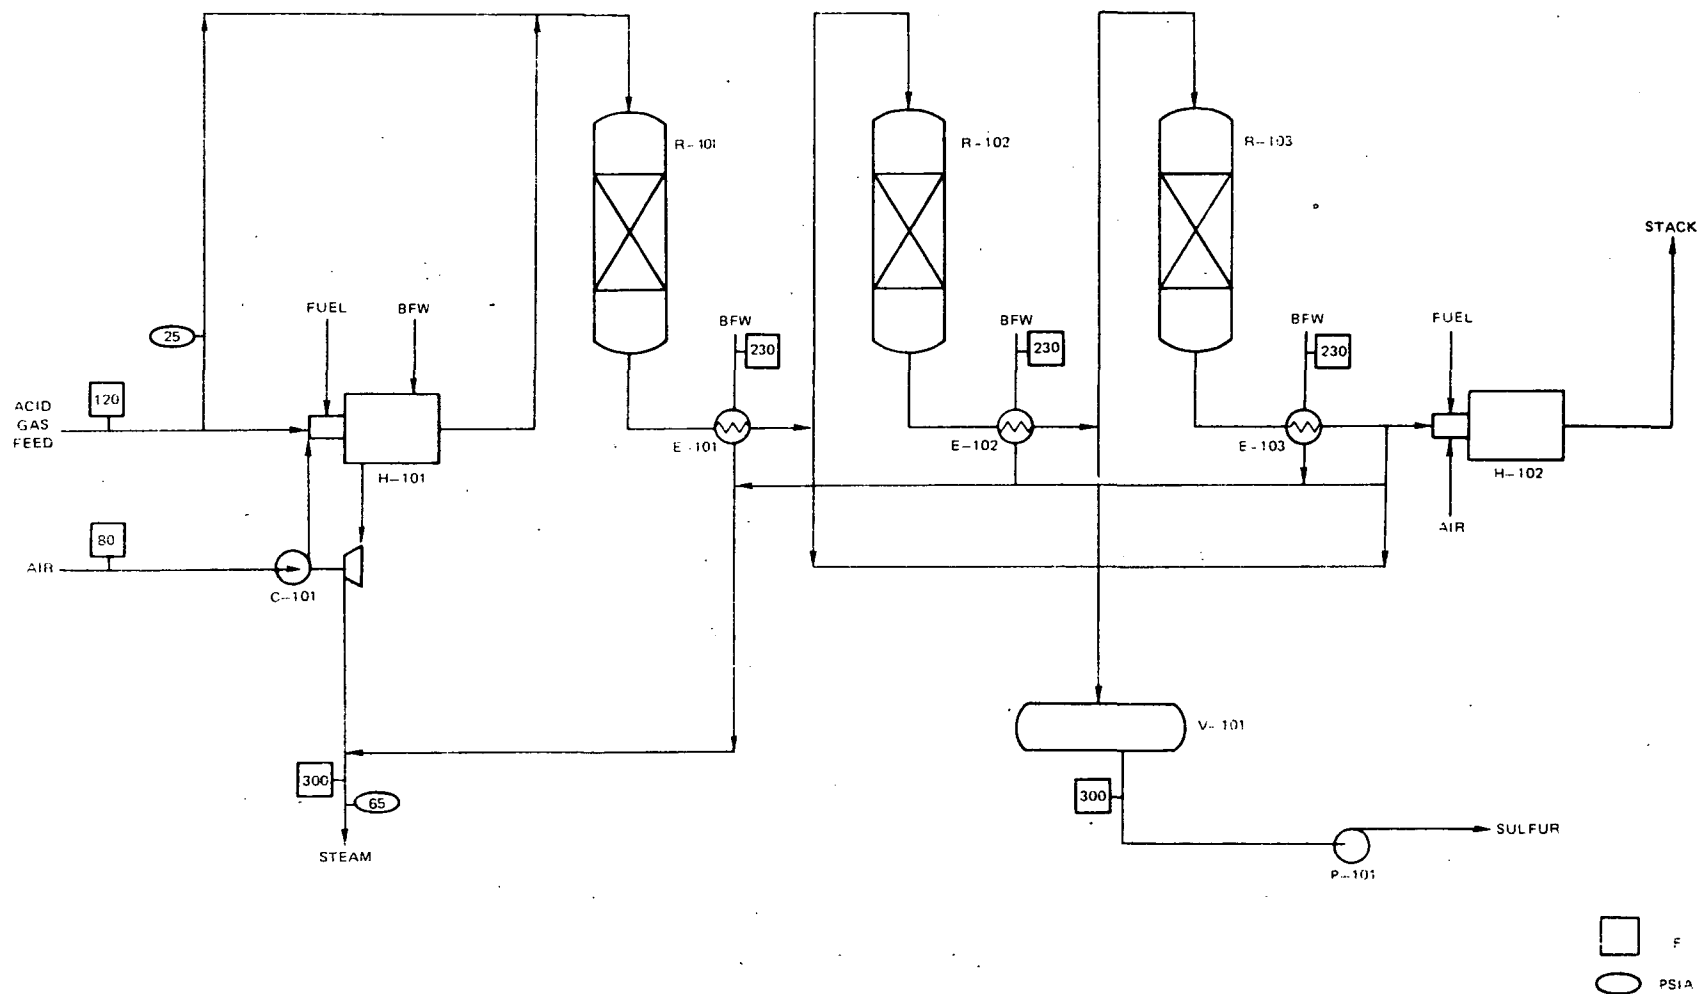 R-101
R-102
R-103
STACK
FUEL
BFW
BFW
BFW
BFW
FUEL
25
230
230
230
120
ACID
GAS
FEED
E-101
E-102
E-103
H-101
H-102
80
AIR
AIR
C-101
V-101
300
65
300
STEAM
SULFUR
P-101
F
PSIA